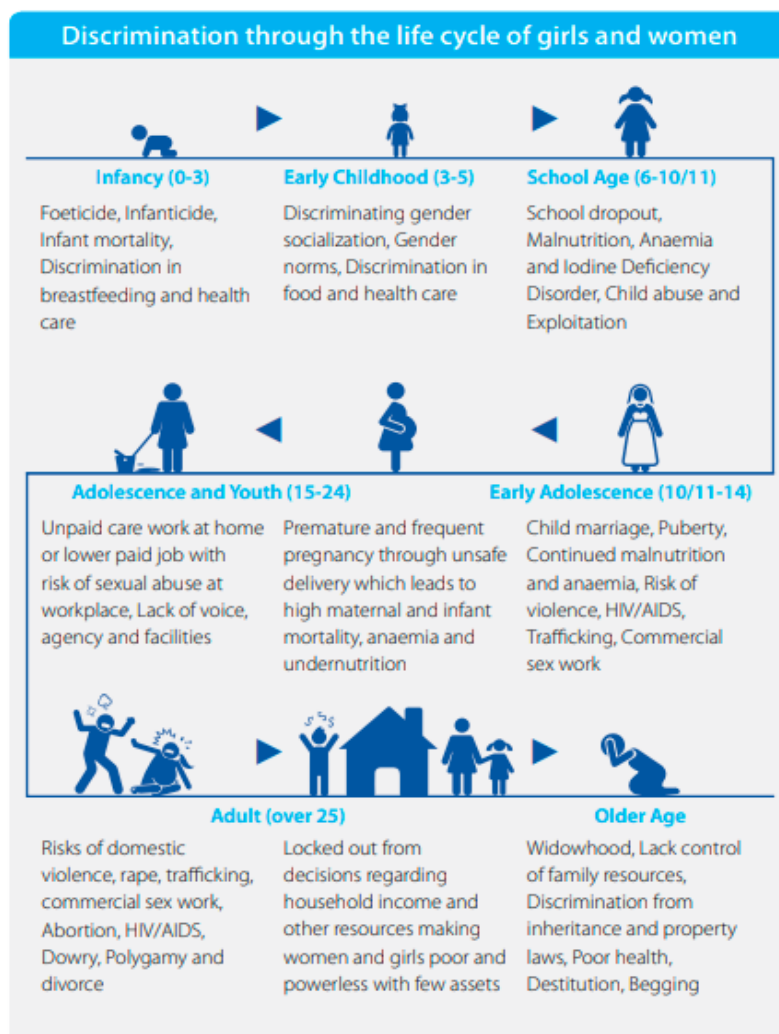 Discrimination through the life cycle of girls and women
Infancy (0-3)
Foeticide, Infanticide,
Infant mortality,
Discrimination in
breastfeeding and health
care
Early Childhood (3-5)
Discriminating gender
socialization, Gender
norms, Discrimination in
food and health care
School Age (6-10/11)
School dropout,
Malnutrition, Anaemia
and Iodine Deficiency
Disorder, Child abuse and
Exploitation
Early Adolescence (10/11-14)
Child marriage, Puberty,
Continued malnutrition
and anaemia, Risk of
violence, HIV/AIDS,
Trafficking, Commercial
sex work
Adolescence and Youth (15-24)
Premature and frequent
pregnancy through unsafe
delivery which leads to
high maternal and infant
mortality, anaemia and
undernutrition
Unpaid care work at home
or lower paid job with
risk of sexual abuse at
workplace, Lack of voice,
agency and facilities
Adult (over 25)
Risks of domestic
violence, rape, trafficking,
commercial sex work,
Abortion, HIV/AIDS,
Dowry, Polygamy and
divorce
$ $ $
Locked out from
decisions regarding
household income and
other resources making
women and girls poor and
powerless with few assets
Older Age
Widowhood, Lack control
of family resources,
Discrimination from
inheritance and property
laws, Poor health,
Destitution, Begging